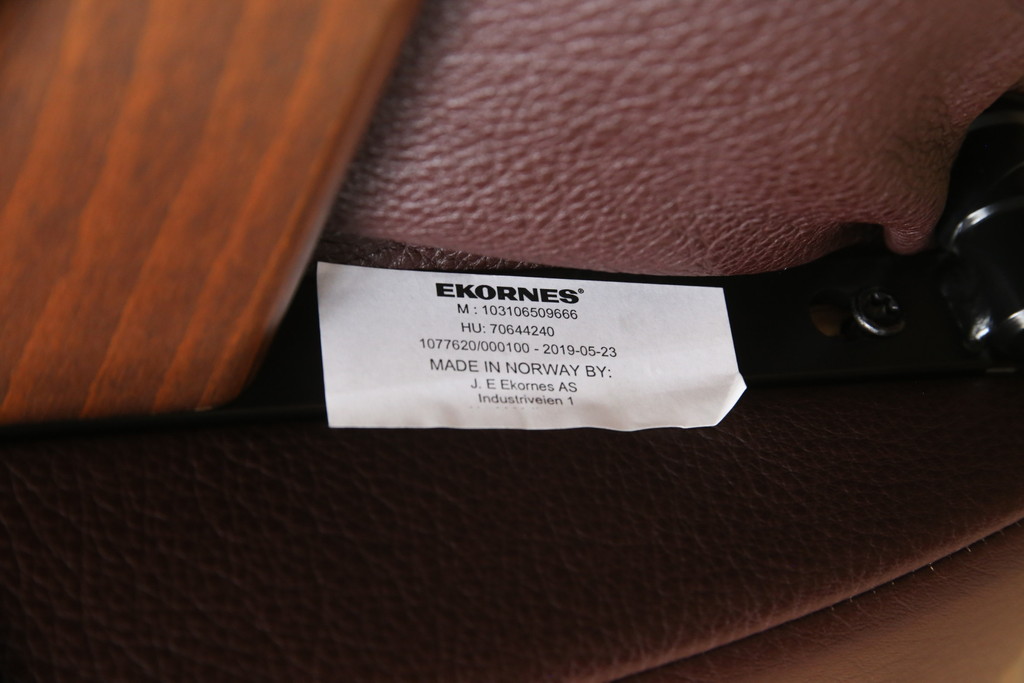 EKORNES®
M : 103106509666
HU: 70644240
1077620/000100 - 2019-05-23
MADE IN NORWAY BY:
J. E Ekornes AS
Industriveien 1